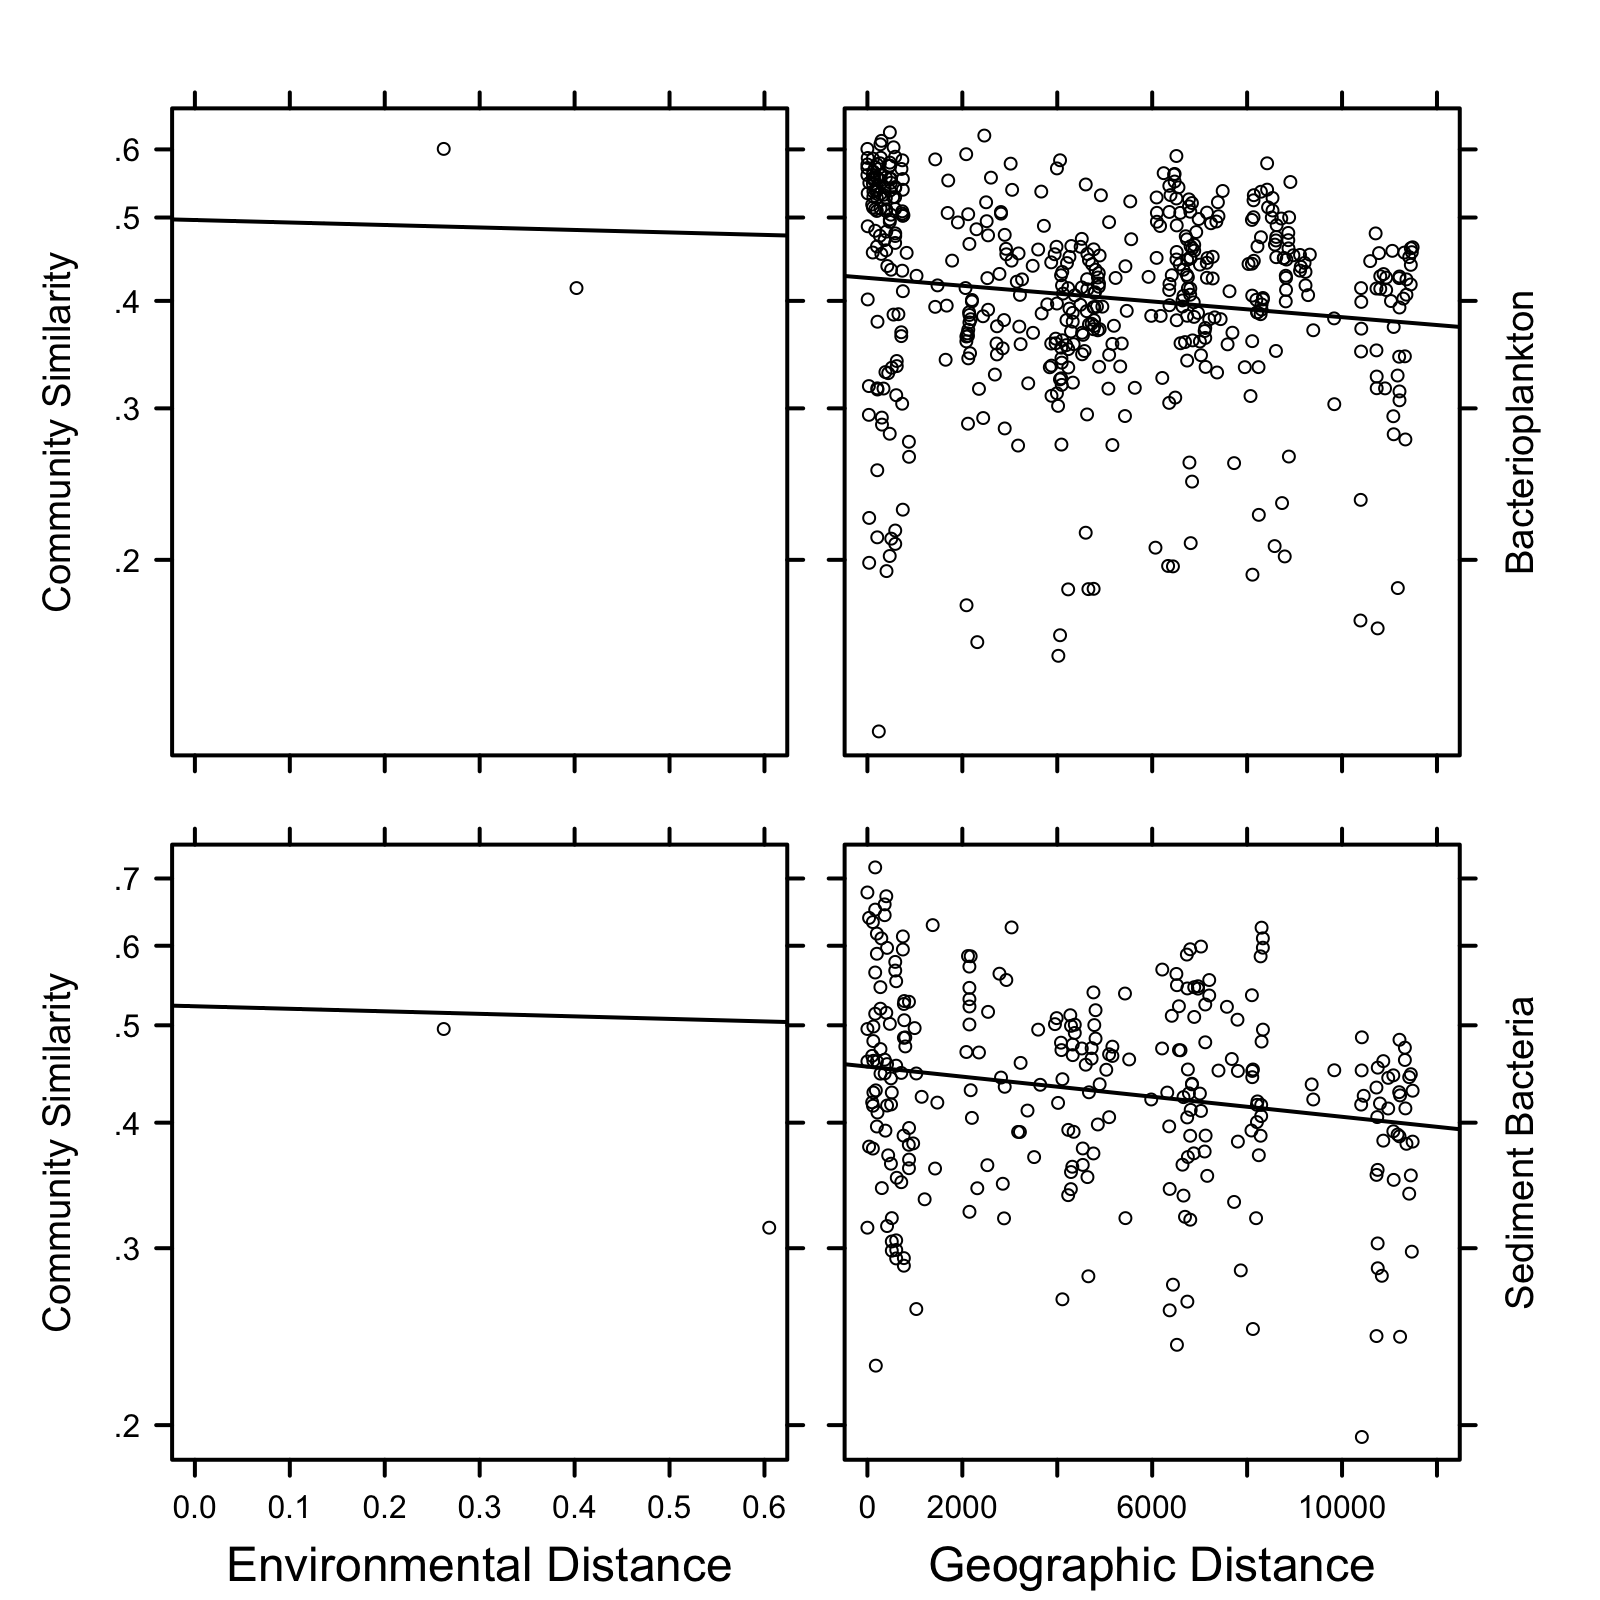 .6
.5
.4
.3
.2
Community Similarity
Bacterioplankton
.7
.6
.5
.4
.3
.2
Community Similarity
Sediment Bacteria
0.0 0.1 0.2 0.3 0.4 0.5 0.6
0 2000 6000 10000
Environmental Distance
Geographic Distance